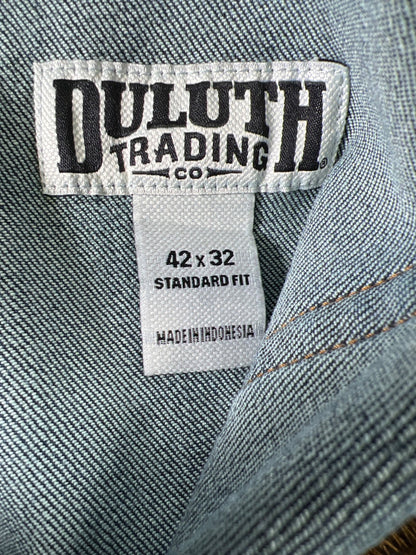 DULUTH
TRADING
CO
®
42 x 32
STANDARD FIT
MADE IN INDONESIA